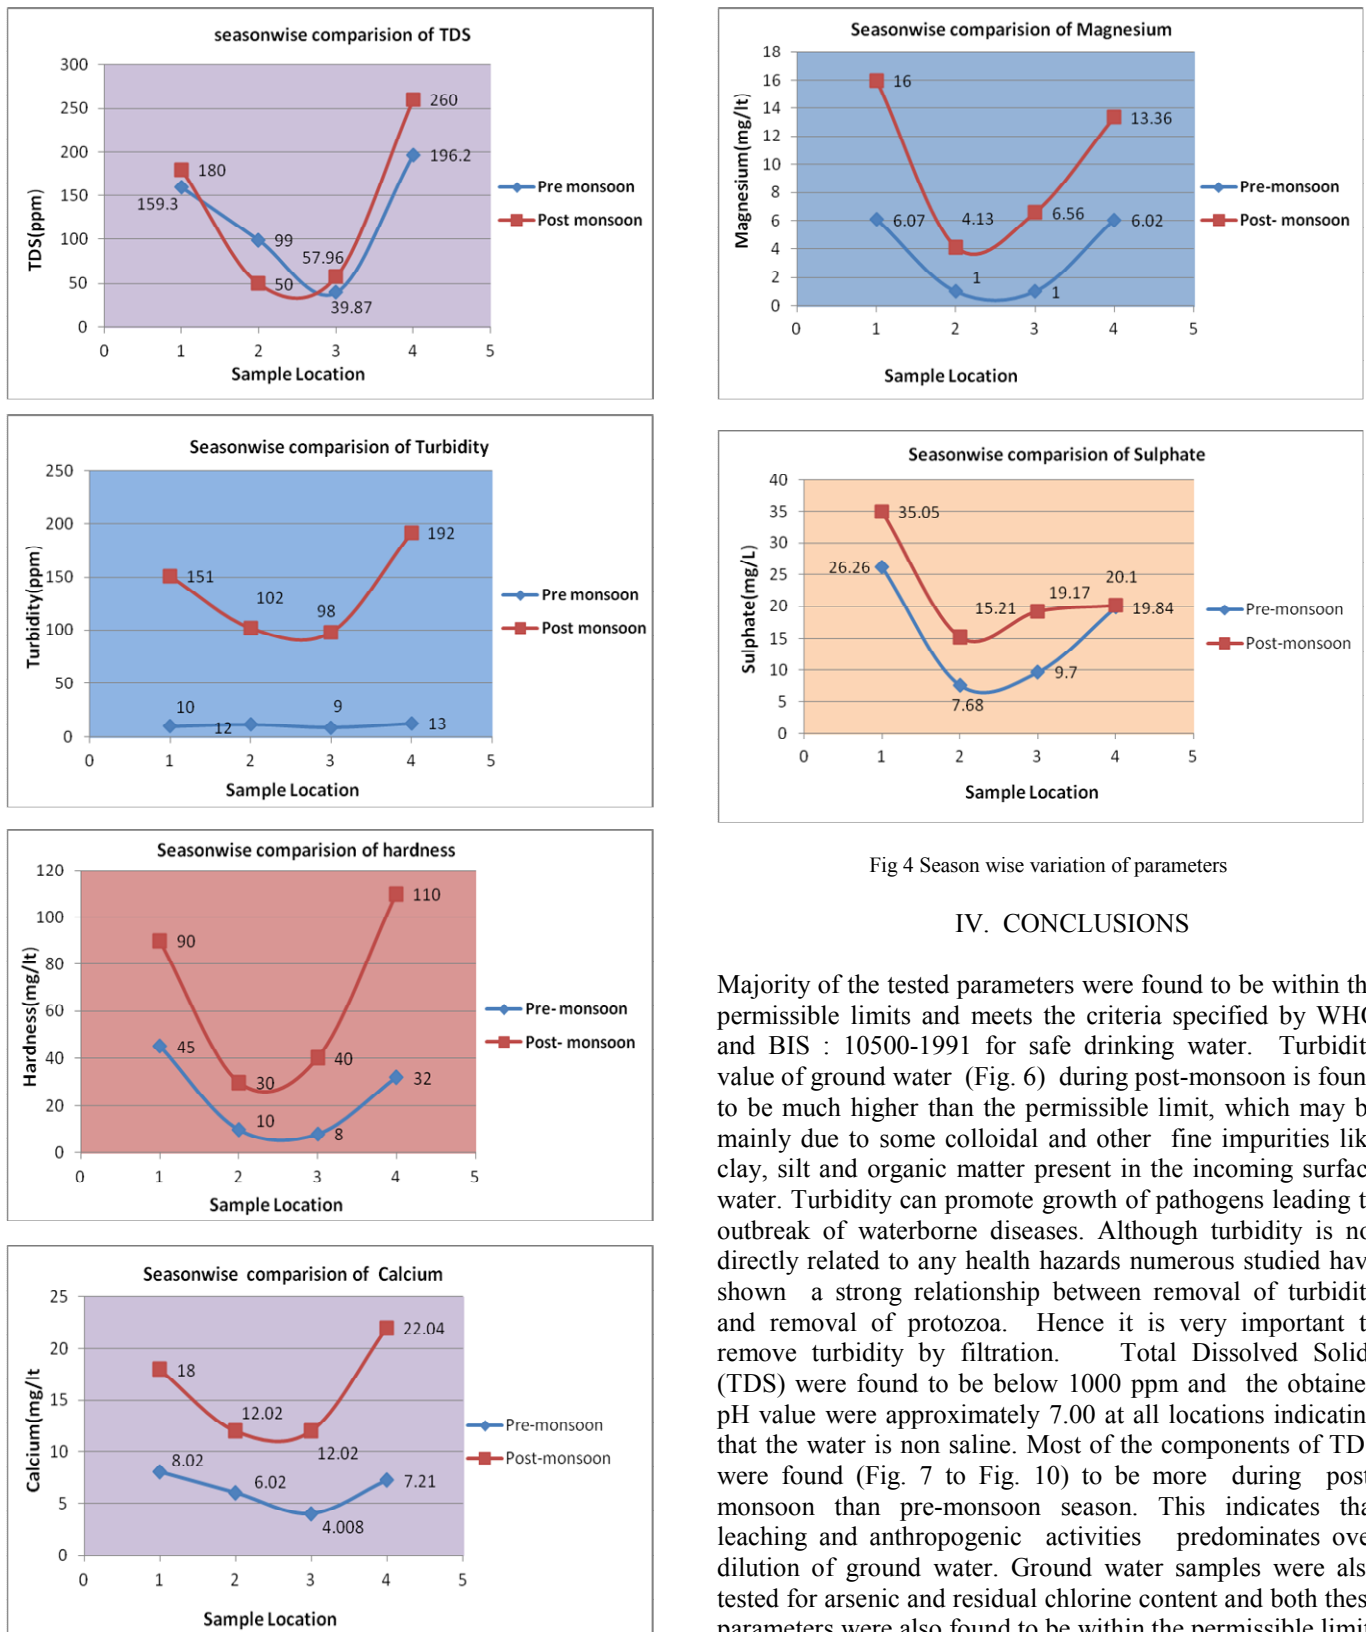 seasonwise comparision of TDS
300
250
200
150
100
50
0
TDS(ppm)
180
159.3
99
50
57.96
39.87
260
196.2
0 1 2 3 4 5
Sample Location
Pre monsoon
Post monsoon
Seasonwise comparision of Turbidity
250
200
150
100
50
0
Turbidity(ppm)
151
102
98
192
10
12
9
13
0 1 2 3 4 5
Sample Location
Pre monsoon
Post monsoon
Seasonwise comparision of hardness
120
100
80
60
40
20
0
Hardness(mg/lt)
90
45
30
10
40
8
110
32
0 1 2 3 4 5
Sample Location
Pre- monsoon
Post- monsoon
Seasonwise comparision of Calcium
25
20
15
10
5
0
Calcium(mg/lt
18
12.02
12.02
22.04
8.02
6.02
4.008
7.21
0 1 2 3 4 5
Sample Location
Pre-monsoon
Post-monsoon
Seasonwise comparision of Magnesium
18
16
14
12
10
8
6
4
2
0
Magnesium(mg/lt)
16
4.13
6.56
13.36
6.07
1
1
6.02
0 1 2 3 4 5
Sample Location
Pre-monsoon
Post- monsoon
Seasonwise comparision of Sulphate
40
35
30
25
20
15
10
5
0
Sulphate(mg/L)
35.05
26.26
15.21
7.68
19.17
9.7
20.1
19.84
0 1 2 3 4 5
Sample Location
Pre-monsoon
Post-monsoon
Fig 4 Season wise variation of parameters
IV. CONCLUSIONS
Majority of the tested parameters were found to be within th
permissible limits and meets the criteria specified by WHO
and BIS : 10500-1991 for safe drinking water. Turbidit
value of ground water (Fig. 6) during post-monsoon is foun
to be much higher than the permissible limit, which may b
mainly due to some colloidal and other fine impurities lik
clay, silt and organic matter present in the incoming surfac
water. Turbidity can promote growth of pathogens leading t
outbreak of waterborne diseases. Although turbidity is no
directly related to any health hazards numerous studied hav
shown a strong relationship between removal of turbidit
and removal of protozoa. Hence it is very important t
remove turbidity by filtration. Total Dissolved Solid
(TDS) were found to be below 1000 ppm and the obtaine
pH value were approximately 7.00 at all locations indicatin
that the water is non saline. Most of the components of TD
were found (Fig. 7 to Fig. 10) to be more during post
monsoon than pre-monsoon season. This indicates tha
leaching and anthropogenic activities predominates ove
dilution of ground water. Ground water samples were als
tested for arsenic and residual chlorine content and both thes
parameters were also found to be within the permissible limit